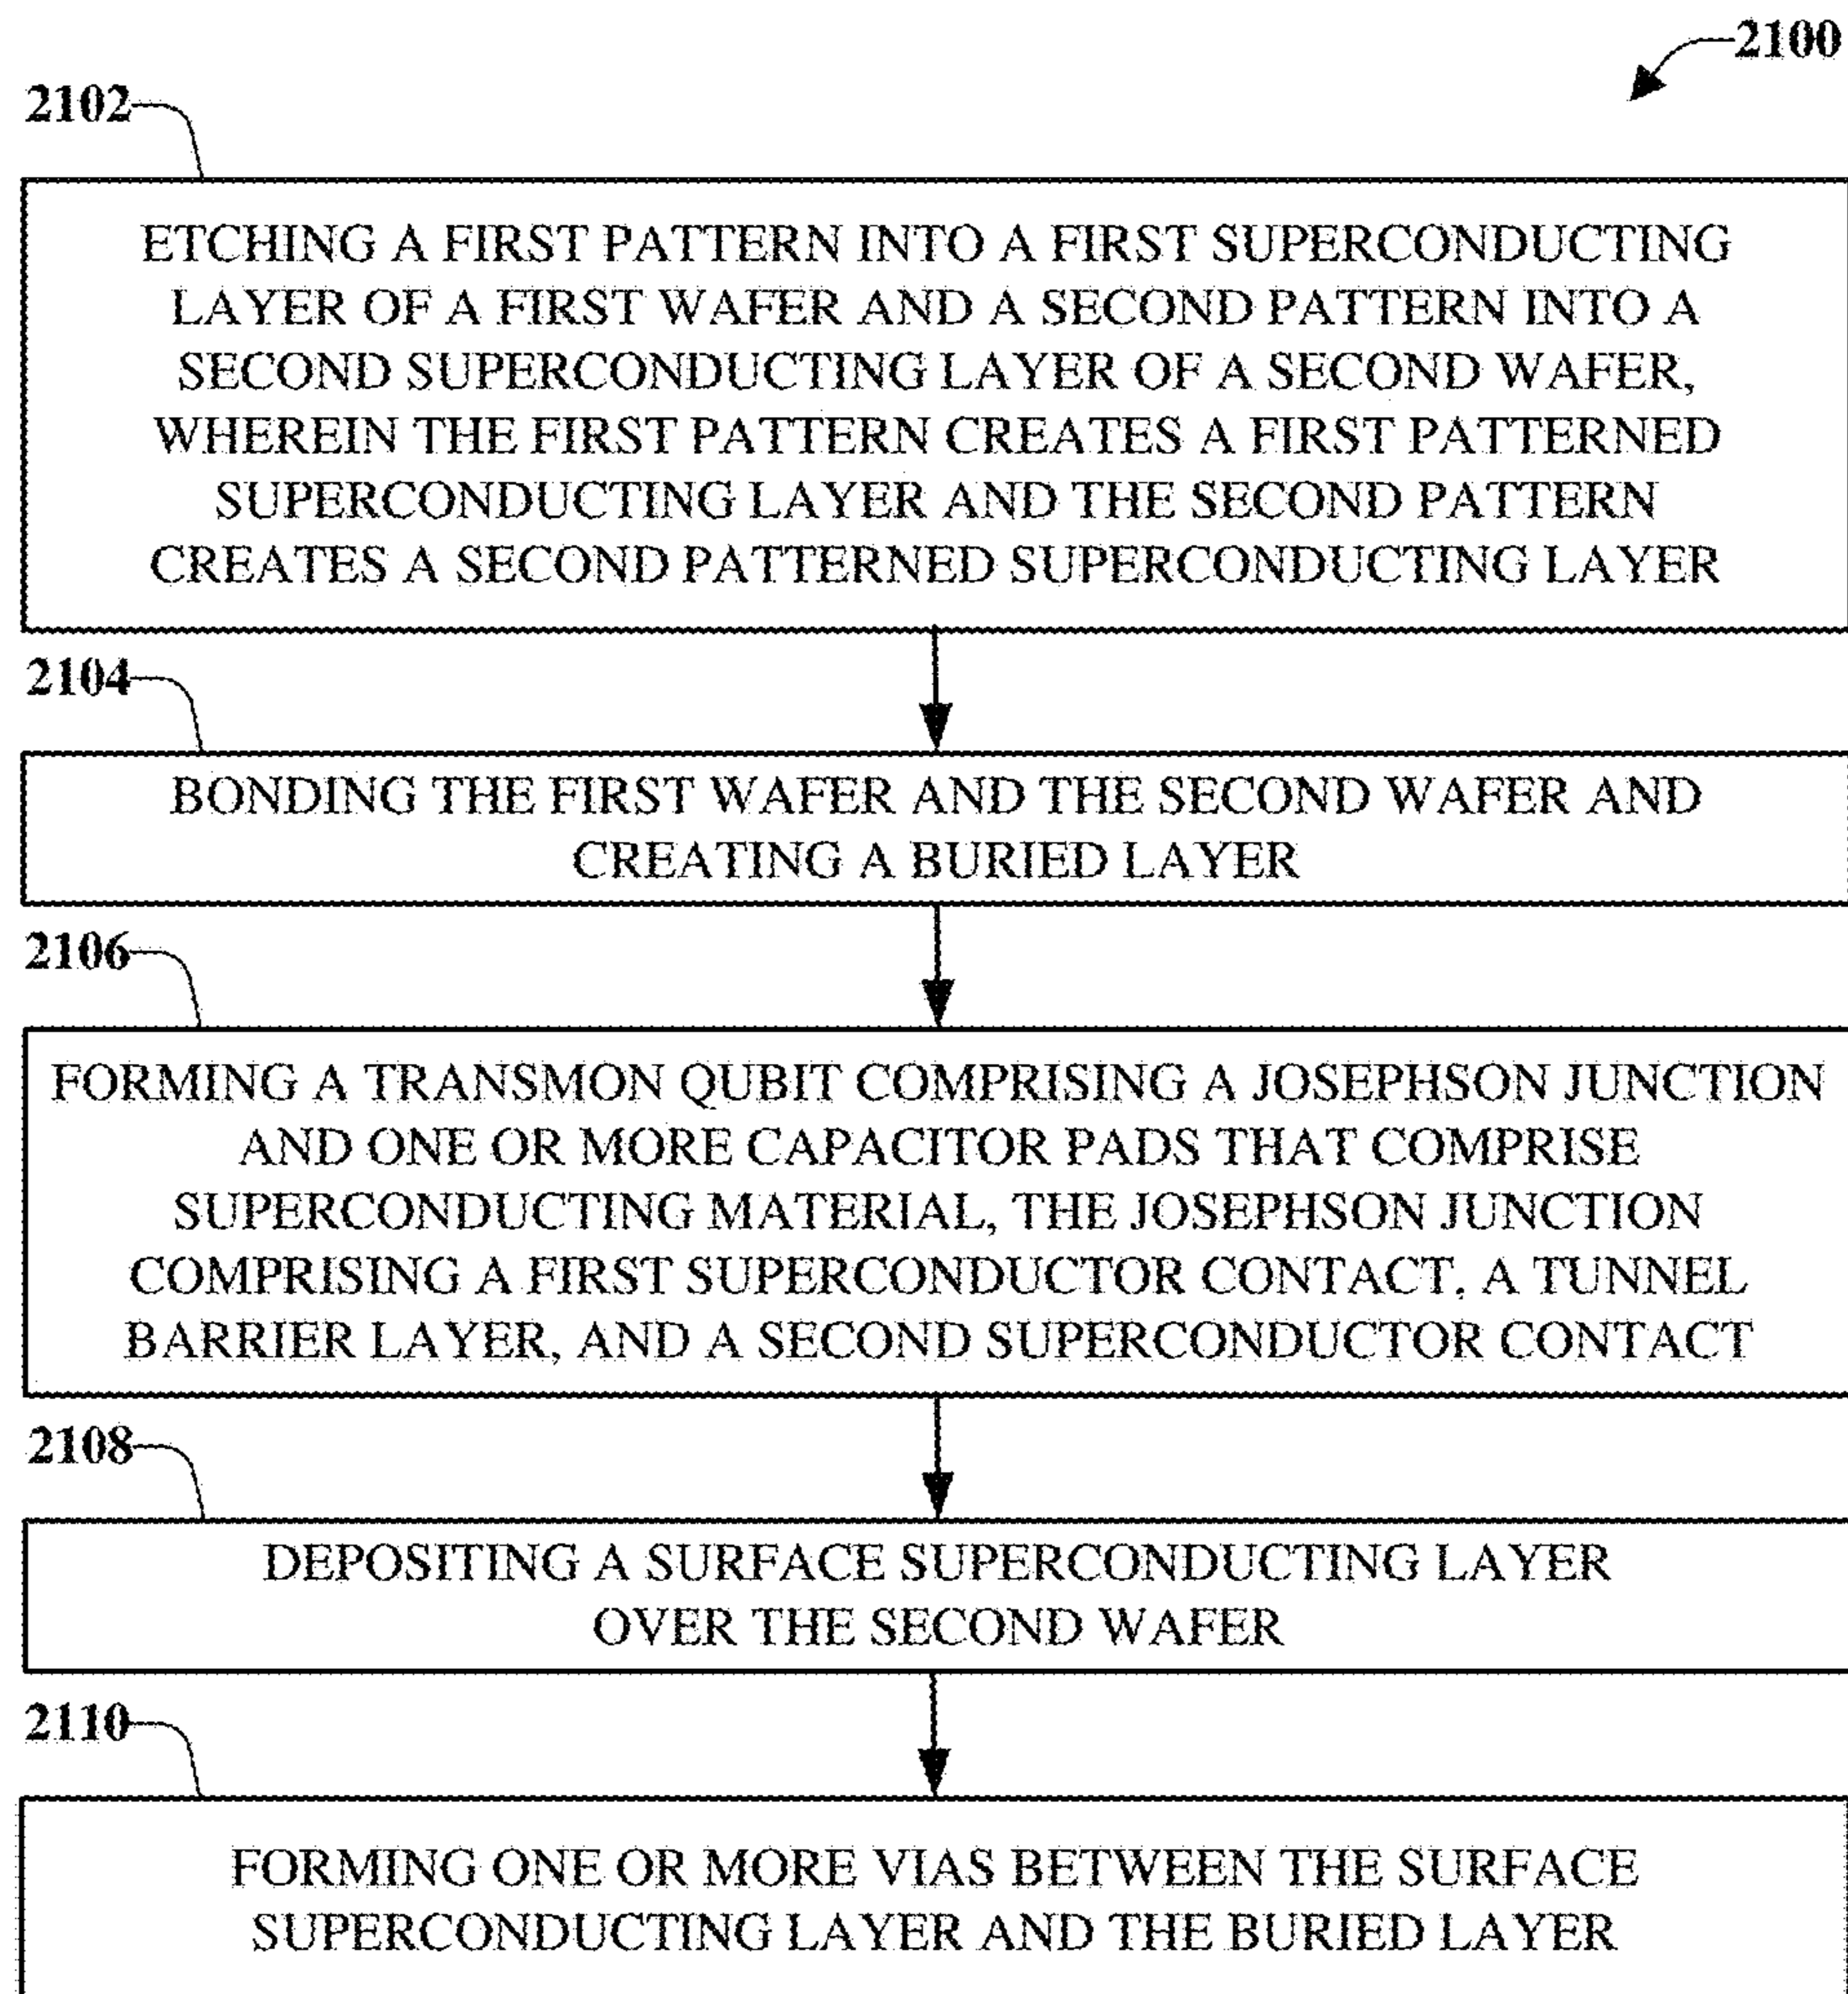 2100
2102
ETCHING A FIRST PATTERN INTO A FIRST SUPERCONDUCTING
LAYER OF A FIRST WAFER AND A SECOND PATTERN INTO A
SECOND SUPERCONDUCTING LAYER OF A SECOND WAFER,
WHEREIN THE FIRST PATTERN CREATES A FIRST PATTERNED
SUPERCONDUCTING LAYER AND THE SECOND PATTERN
CREATES A SECOND PATTERNED SUPERCONDUCTING LAYER
2104
BONDING THE FIRST WAFER AND THE SECOND WAFER AND
CREATING A BURIED LAYER
2106
FORMING A TRANSMON QUBIT COMPRISING A JOSEPHSON JUNCTION
AND ONE OR MORE CAPACITOR PADS THAT COMPRISE
SUPERCONDUCTING MATERIAL, THE JOSEPHSON JUNCTION
COMPRISING A FIRST SUPERCONDUCTOR CONTACT, A TUNNEL
BARRIER LAYER, AND A SECOND SUPERCONDUCTOR CONTACT
2108
DEPOSITING A SURFACE SUPERCONDUCTING LAYER
OVER THE SECOND WAFER
2110
FORMING ONE OR MORE VIAS BETWEEN THE SURFACE
SUPERCONDUCTING LAYER AND THE BURIED LAYER